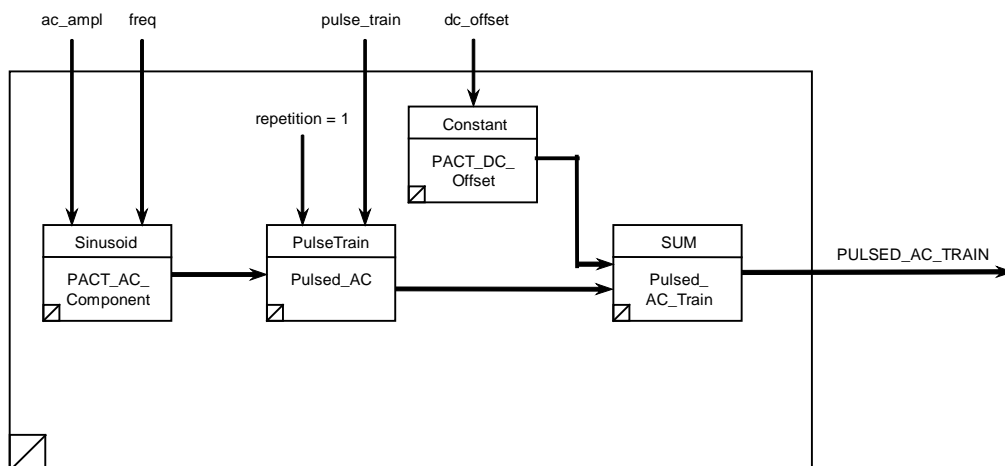 ac_ampl
freq
pulse_train
dc_offset
repetition = 1
Constant
PACT_DC_
Offset
Sinusoid
PACT_AC_
Component
PulseTrain
Pulsed_AC
SUM
Pulsed_
AC_Train
PULSED_AC_TRAIN